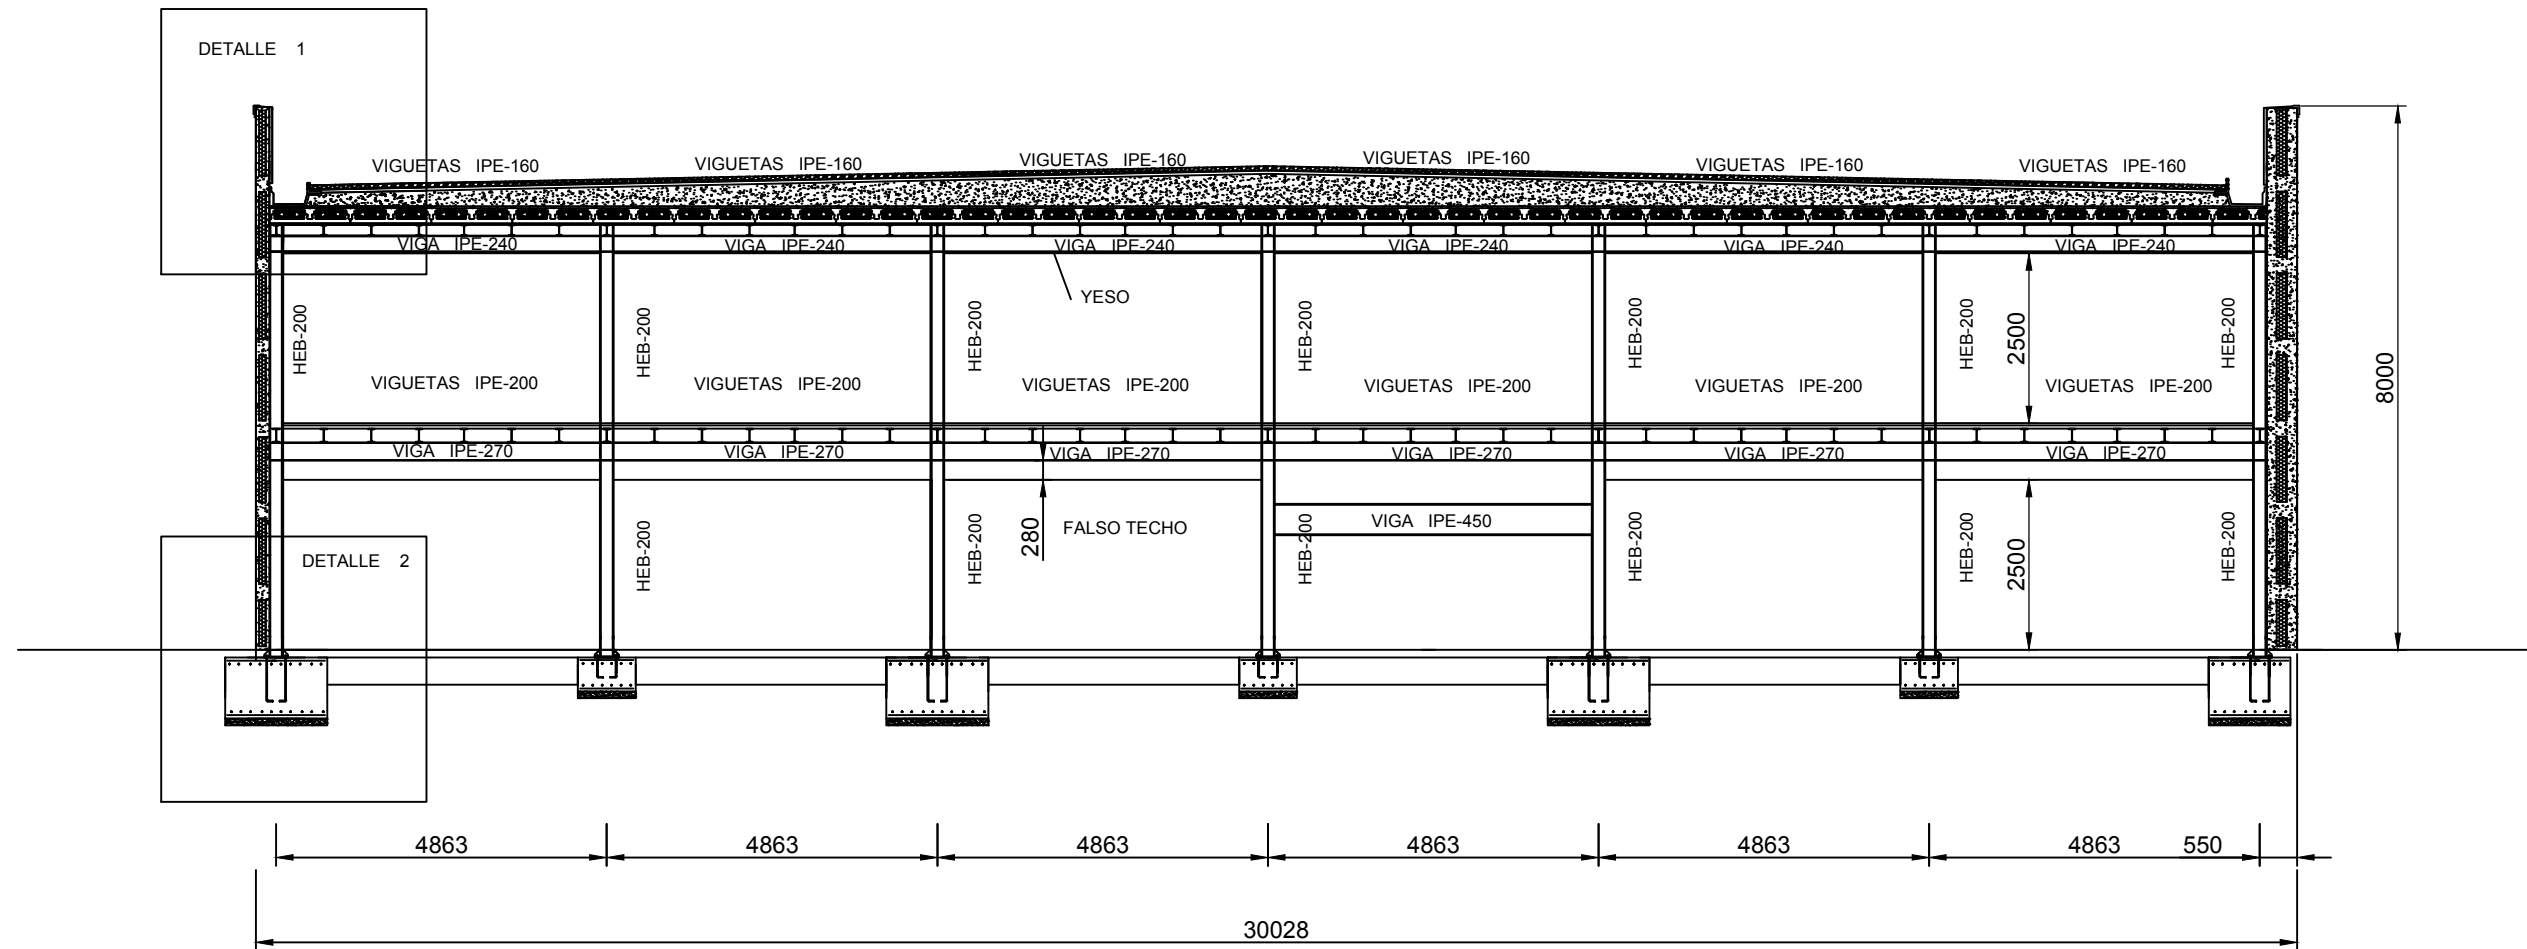 DETALLE 1
VIGUETAS IPE-160
VIGUETAS IPE-160
VIGUETAS IPE-160
VIGUETAS IPE-160
VIGUETAS IPE-160
VIGUETAS IPE-160
VIGA IPE-240
VIGA IPE-240
VIGA IPE-240
VIGA IPE-240
VIGA IPE-240
VIGA IPE-240
YESO
HEB-200
HEB-200
HEB-200
HEB-200
HEB-200
HEB-200
2500
HEB-200
8000
VIGUETAS IPE-200
VIGUETAS IPE-200
VIGUETAS IPE-200
VIGUETAS IPE-200
VIGUETAS IPE-200
VIGUETAS IPE-200
VIGA IPE-270
VIGA IPE-270
VIGA IPE-270
VIGA IPE-270
VIGA IPE-270
VIGA IPE-270
DETALLE 2
HEB-200
HEB-200
280
FALSO TECHO
HEB-200
VIGA IPE-450
HEB-200
HEB-200
2500
HEB-200
4863
4863
4863
4863
4863
4863
550
30028